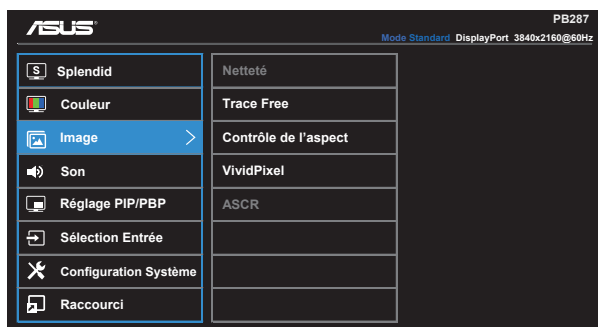 ASUS
PB287
Mode Standard DisplayPort 3840x2160@60Hz
S Splendid
Couleur
Image
Son
Réglage PIP/PBP
Sélection Entrée
Configuration Système
Raccourci
Netteté
Trace Free
Contrôle de l'aspect
VividPixel
ASCR